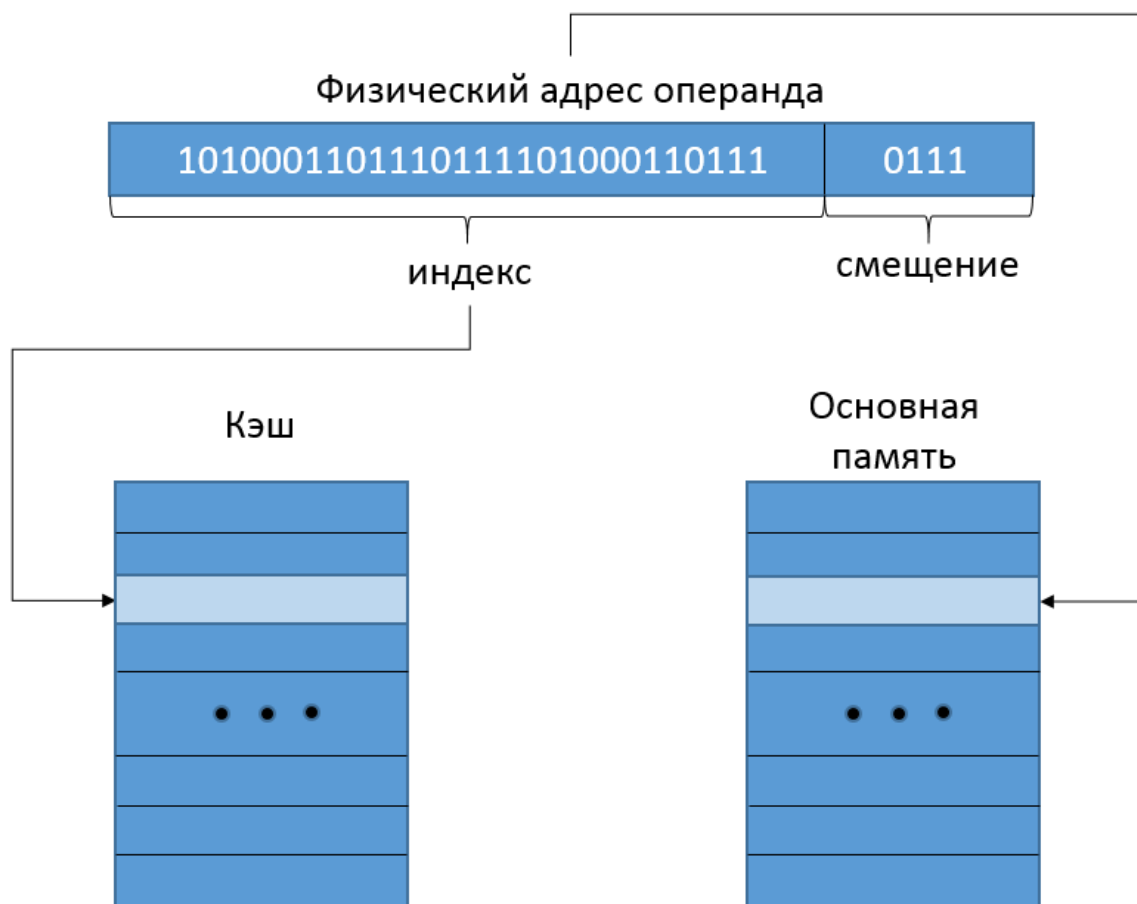 Физический адрес операнда
1010001101110111101000110111 0111
индекс
смещение
Кэш
Основная
память